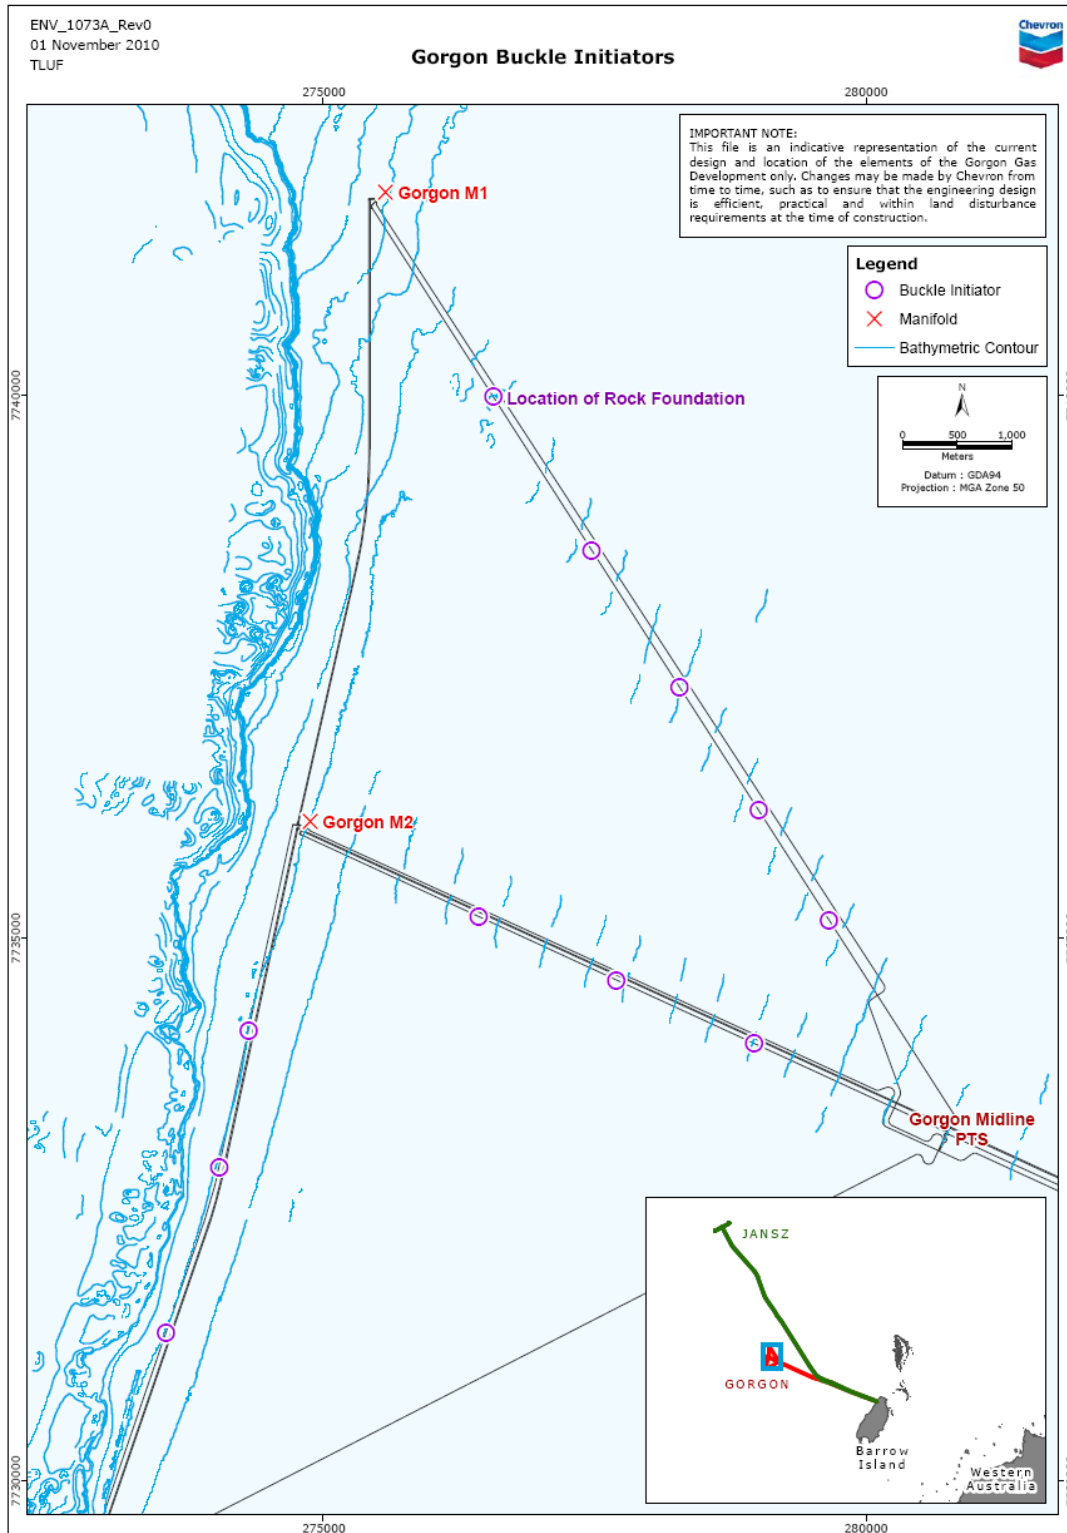 ENV_1073A_Rev0
01 November 2010
TLUF
Gorgon Buckle Initiators
Chevron
275000
280000
IMPORTANT NOTE:
This file is an indicative representation of the current
design and location of the elements of the Gorgon Gas
Development only. Changes may be made by Chevron from
time to time, such as to ensure that the engineering design
is efficient, practical and within land disturbance
requirements at the time of construction.
Gorgon M1
Legend
Buckle Initiator
Manifold
Bathymetric Contour
7740000
Location of Rock Foundation
N
0 500 1,000
Meters
Datum : GDA94
Projection : MGA Zone 50
Gorgon M2
7735000
Gorgon Midline
PTS
JANSZ
GORGON
Barrow
Island
Western
Australia
7730000
275000
280000